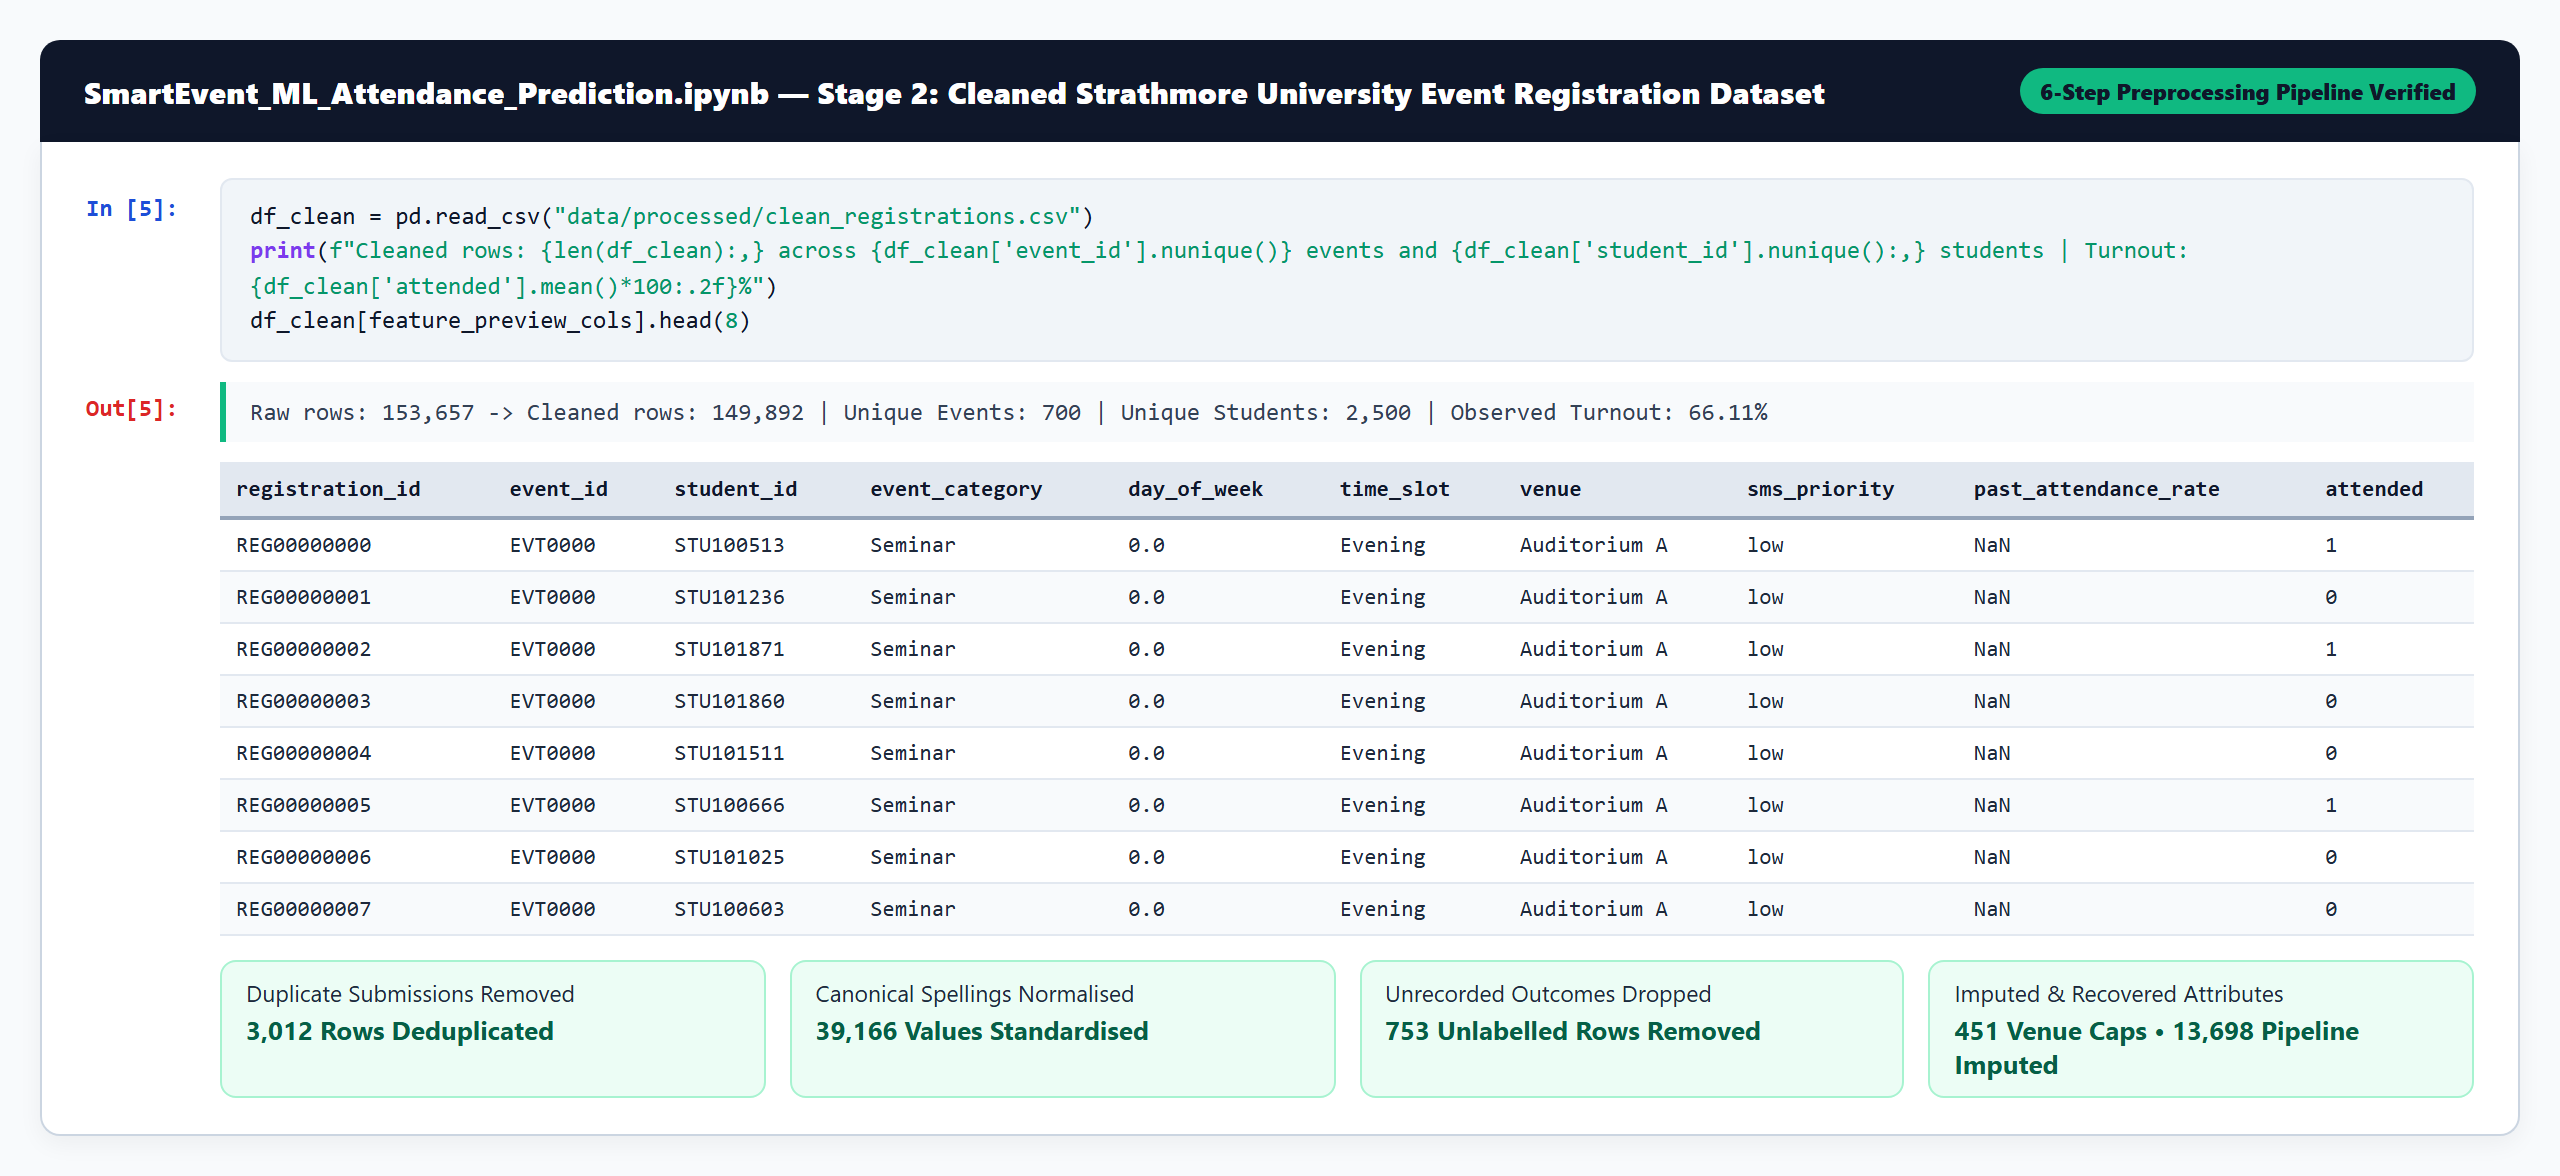 SmartEvent_ML_Attendance_Prediction.ipynb — Stage 2: Cleaned Strathmore University Event Registration Dataset
6-Step Preprocessing Pipeline Verified
In [5]:
df_clean = pd.read_csv("data/processed/clean_registrations.csv")
print(f"Cleaned rows: {len(df_clean):,} across {df_clean['event_id'].nunique()} events and {df_clean['student_id'].nunique():,} students | Turnout:
{df_clean['attended'].mean()*100:.2f}%")
df_clean[feature_preview_cols].head(8)
Out[5]:
Raw rows: 153,657 -> Cleaned rows: 149,892 | Unique Events: 700 | Unique Students: 2,500 | Observed Turnout: 66.11%
registration_id event_id student_id event_category day_of_week time_slot venue sms_priority past_attendance_rate attended
REG00000000 EVT0000 STU100513 Seminar 0.0 Evening Auditorium A low NaN 1
REG00000001 EVT0000 STU101236 Seminar 0.0 Evening Auditorium A low NaN 0
REG00000002 EVT0000 STU101871 Seminar 0.0 Evening Auditorium A low NaN 1
REG00000003 EVT0000 STU101860 Seminar 0.0 Evening Auditorium A low NaN 0
REG00000004 EVT0000 STU101511 Seminar 0.0 Evening Auditorium A low NaN 0
REG00000005 EVT0000 STU100666 Seminar 0.0 Evening Auditorium A low NaN 1
REG00000006 EVT0000 STU101025 Seminar 0.0 Evening Auditorium A low NaN 0
REG00000007 EVT0000 STU100603 Seminar 0.0 Evening Auditorium A low NaN 0
Duplicate Submissions Removed
3,012 Rows Deduplicated
Canonical Spellings Normalised
39,166 Values Standardised
Unrecorded Outcomes Dropped
753 Unlabelled Rows Removed
Imputed & Recovered Attributes
451 Venue Caps • 13,698 Pipeline
Imputed